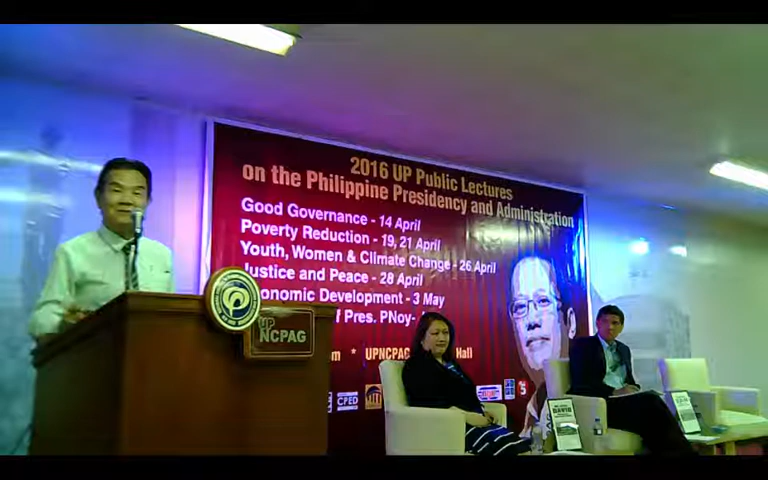 2016 UP Public Lectures
on the Philippine Presidency and Administration
Good Governance - 14 April
Poverty Reduction - 19, 21 April
Youth, Women & Climate Change - 26 April
Justice and Peace - 28 April
onomic Development - 3 May
f Pres. PNoy-
* UPNCPAG Hall
UP
NCPAG
CPED
DAVID